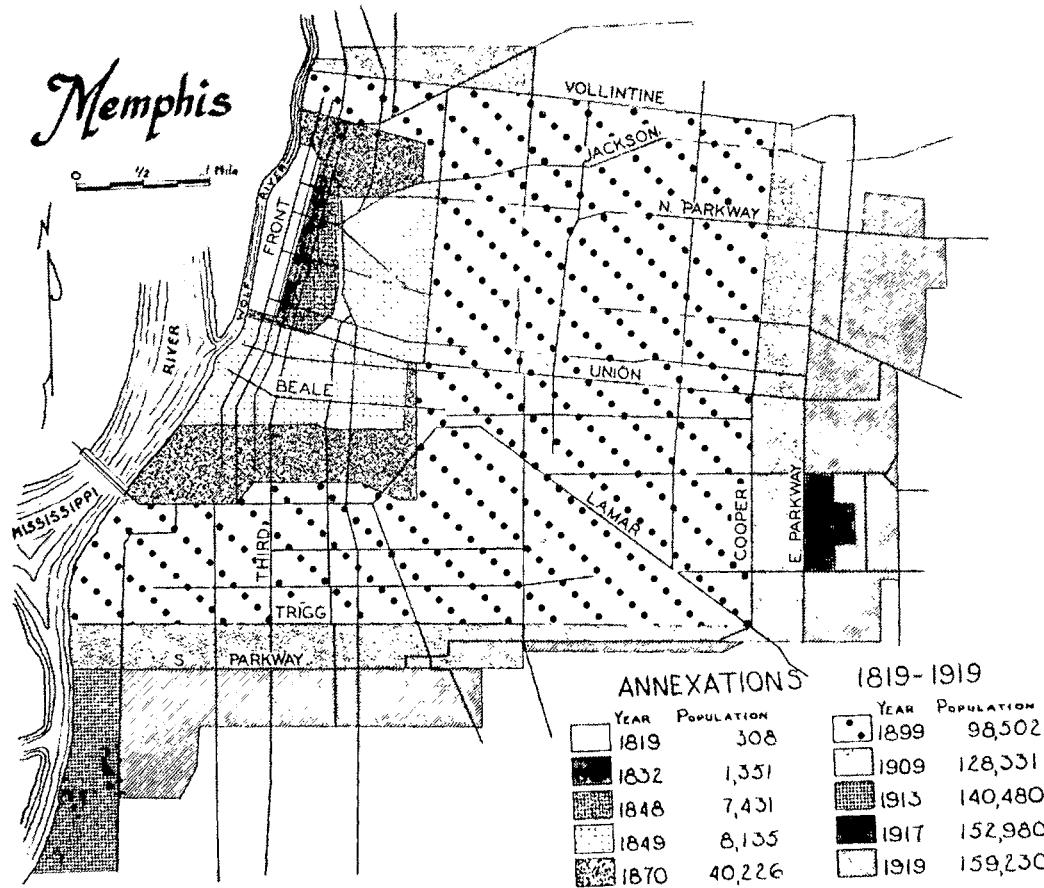 Memphis
0 1/2 1 Mile
N
VOLLINTINE
JACKSON
N. PARKWAY
WOLF RIVER
FRONT
RIVER
UNION
BEALE
MISSISSIPPI
LAMAR
COOPER
E. PARKWAY
THIRD
TRIGG
S PARKWAY
ANNEXATIONS 1819-1919
YEAR POPULATION
1819 308
1832 1,351
1848 7,431
1849 8,135
1870 40,226
YEAR POPULATION
1899 98,502
1909 128,331
1913 140,480
1917 152,980
1919 159,230